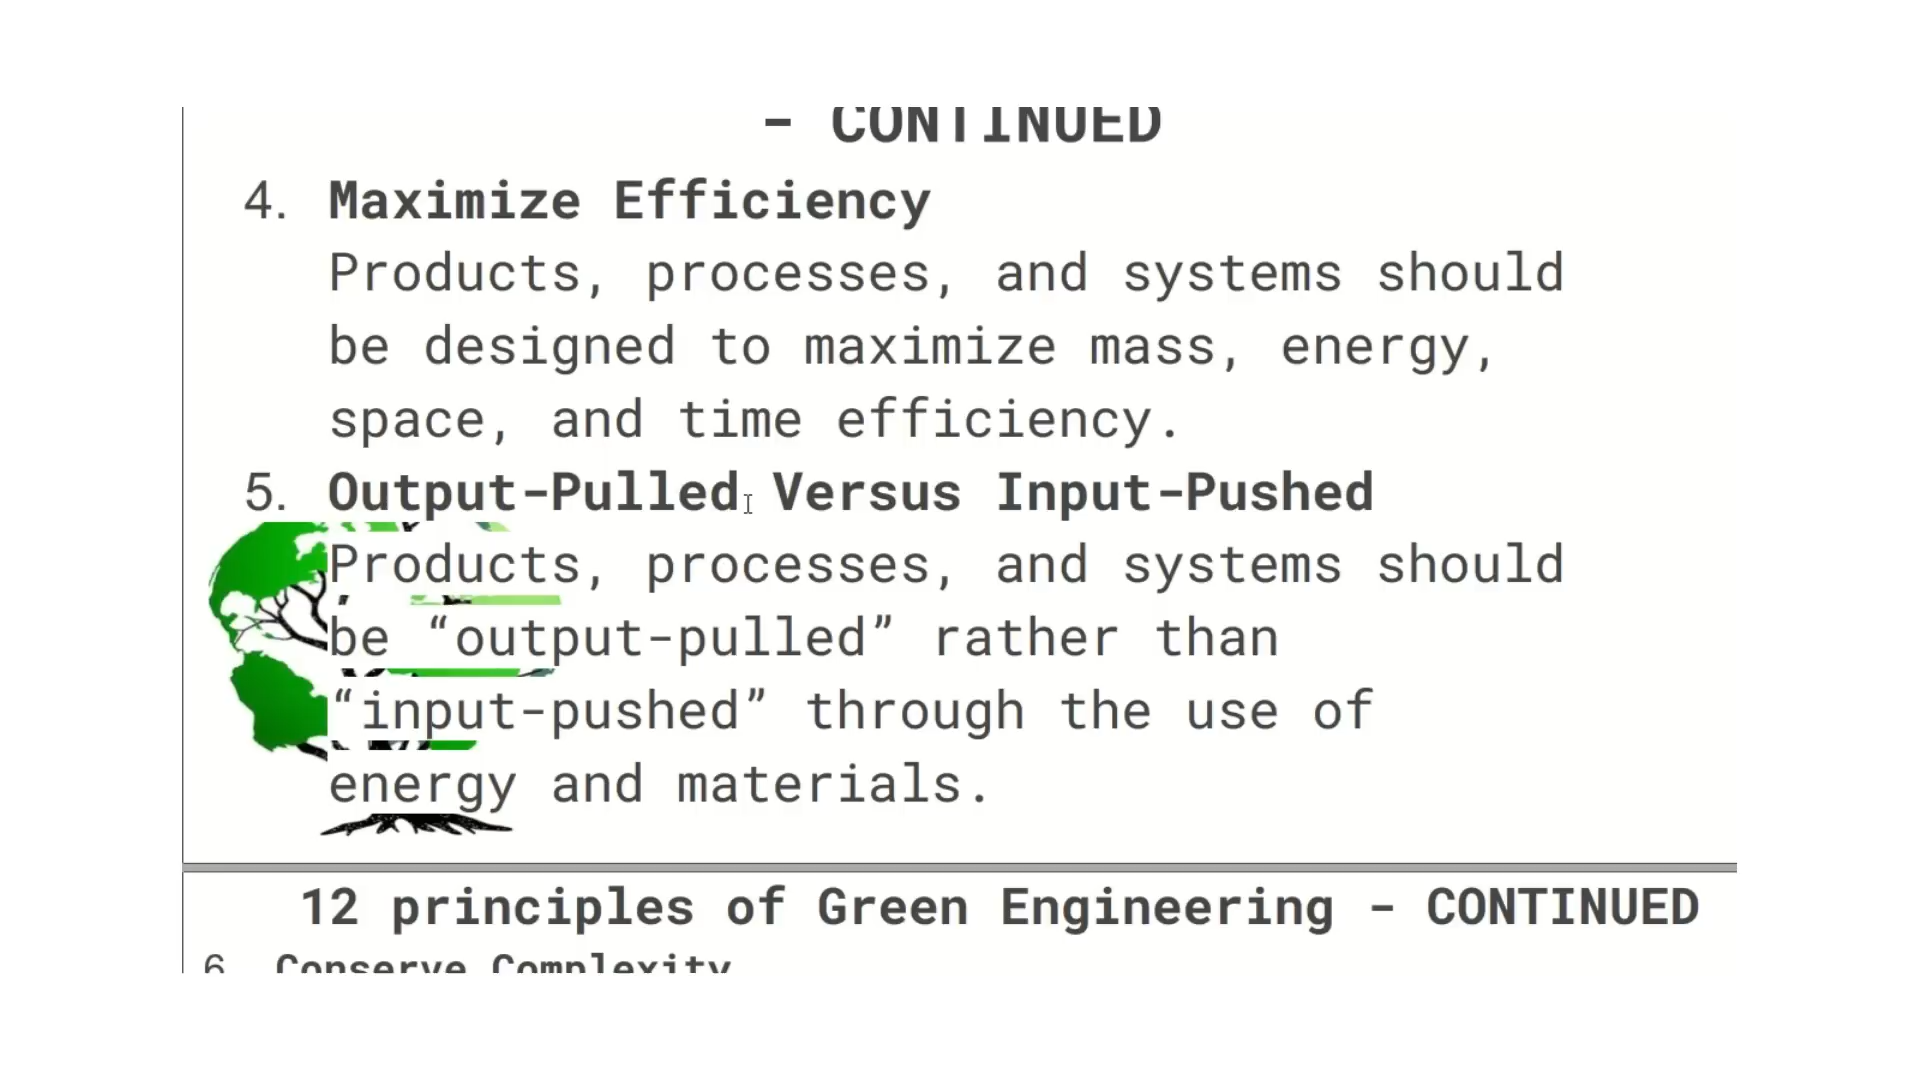 - CONTINUED
4. Maximize Efficiency
Products, processes, and systems should
be designed to maximize mass, energy,
space, and time efficiency.
5. Output-Pulled Versus Input-Pushed
Products, processes, and systems should
be “output-pulled” rather than
“input-pushed” through the use of
energy and materials.
12 principles of Green Engineering - CONTINUED
6 Conserve Complexity